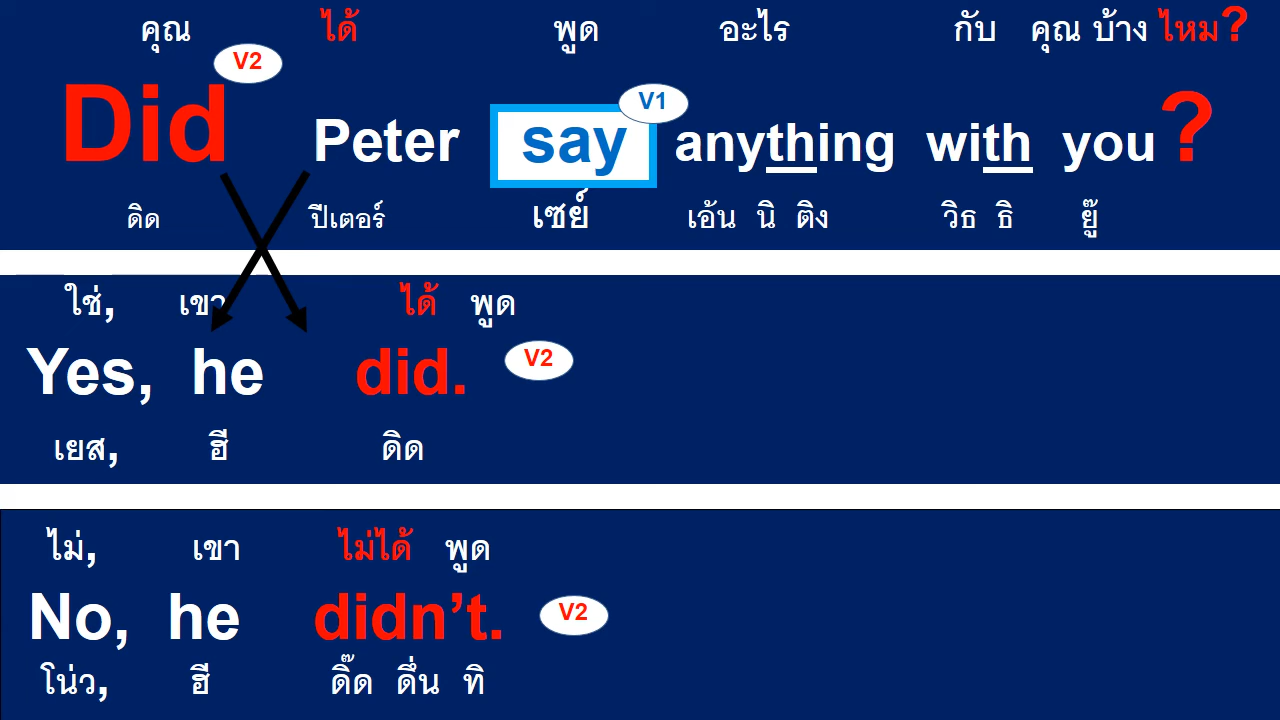 คุณ ได้ พูด อะไร กับ คุณ บ้าง ไหม?
V2
V1
Did Peter say anything with you?
ดิด ปีเตอร์ เซย์ เอ้น นิ ติง วิธ ธิ ยู๊
ใช่, เขา ได้ พูด
Yes, he did. V2
เยส, ฮี ดิด
ไม่, เขา ไม่ได้ พูด
No, he didn’t. V2
โน่ว, ฮี ดิ๊ด ดึ่น ทิ